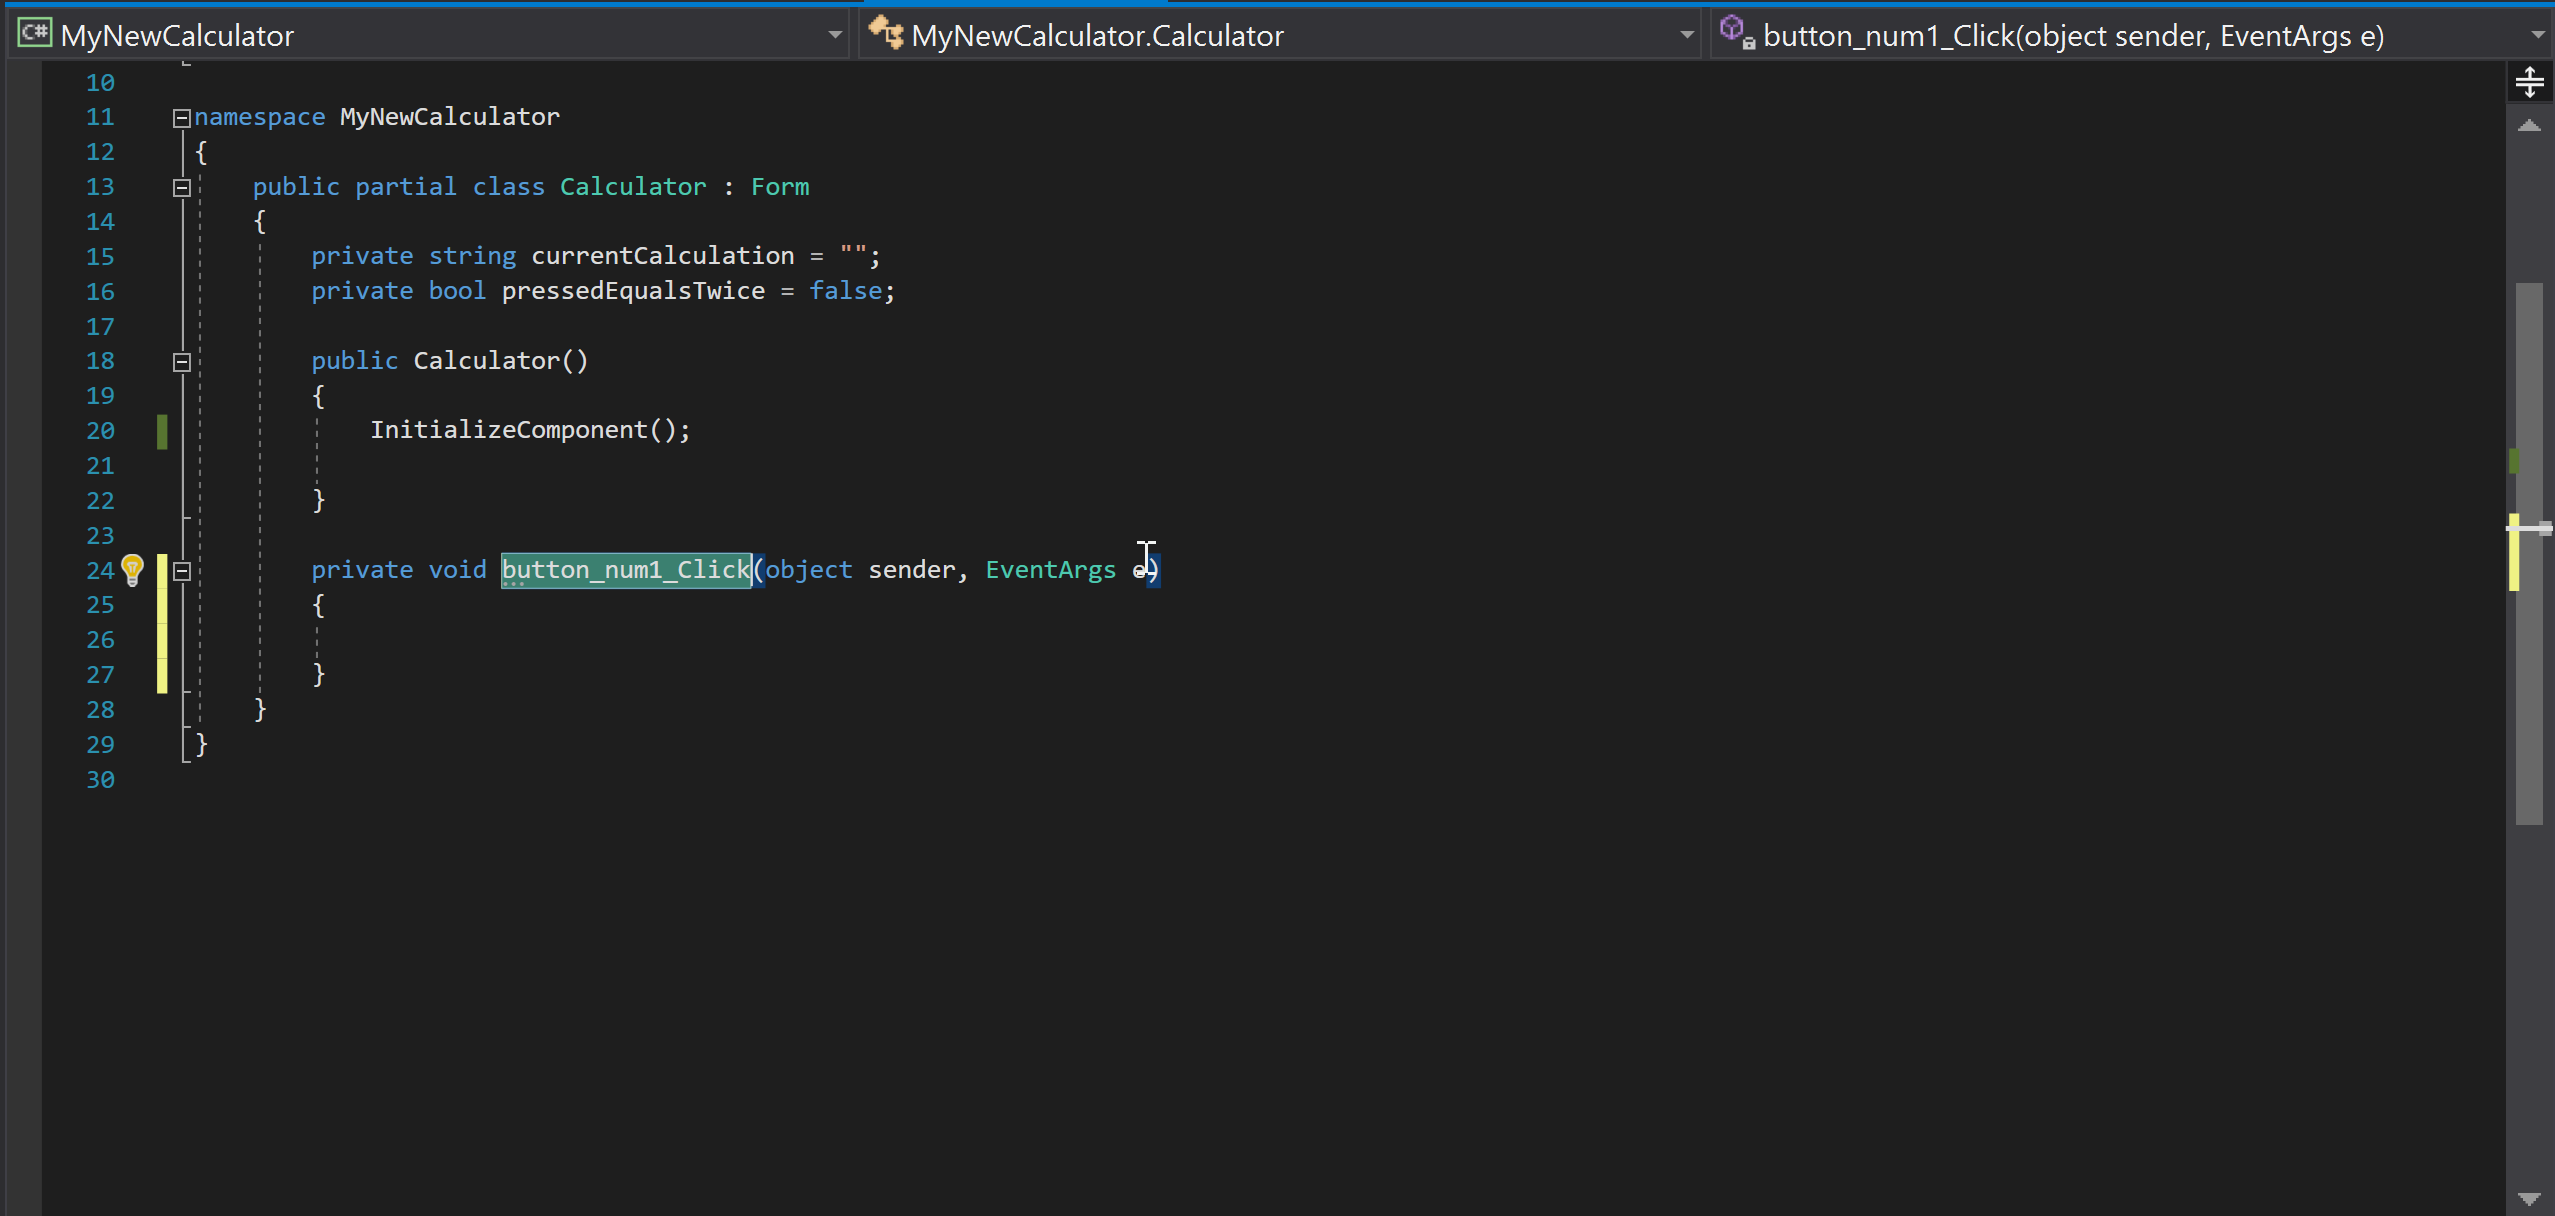 C# MyNewCalculator MyNewCalculator.Calculator button_num1_Click(object sender, EventArgs e)
10
11 namespace MyNewCalculator
12 {
13 public partial class Calculator : Form
14 {
15 private string currentCalculation = "";
16 private bool pressedEqualsTwice = false;
17
18 public Calculator()
19 {
20 InitializeComponent();
21
22 }
23
24 private void button_num1_Click(object sender, EventArgs e)
25 {
26
27 }
28 }
29 }
30